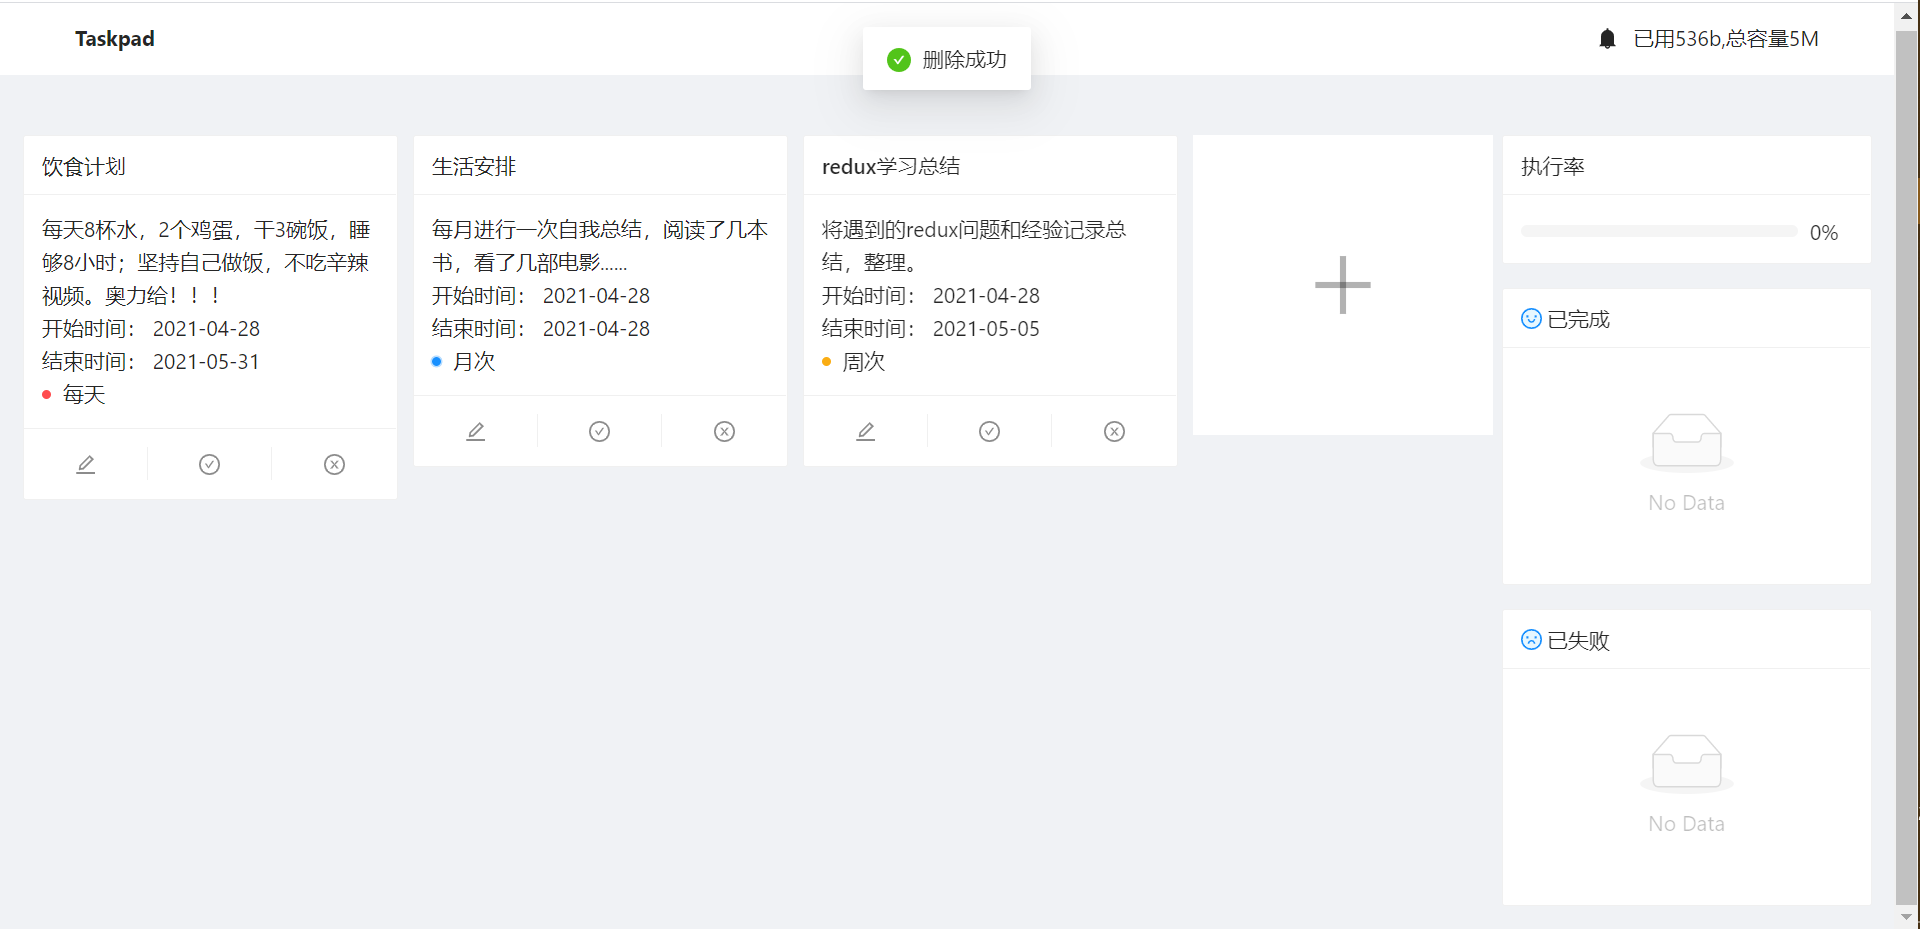 Taskpad
删除成功
已用536b,总容量5M
饮食计划
每天8杯水，2个鸡蛋，干3碗饭，睡
够8小时；坚持自己做饭，不吃辛辣
视频。奥力给！！！
开始时间： 2021-04-28
结束时间： 2021-05-31
每天
生活安排
每月进行一次自我总结，阅读了几本
书，看了几部电影......
开始时间： 2021-04-28
结束时间： 2021-04-28
月次
redux学习总结
将遇到的redux问题和经验记录总
结，整理。
开始时间： 2021-04-28
结束时间： 2021-05-05
周次
执行率
0%
已完成
No Data
已失败
No Data